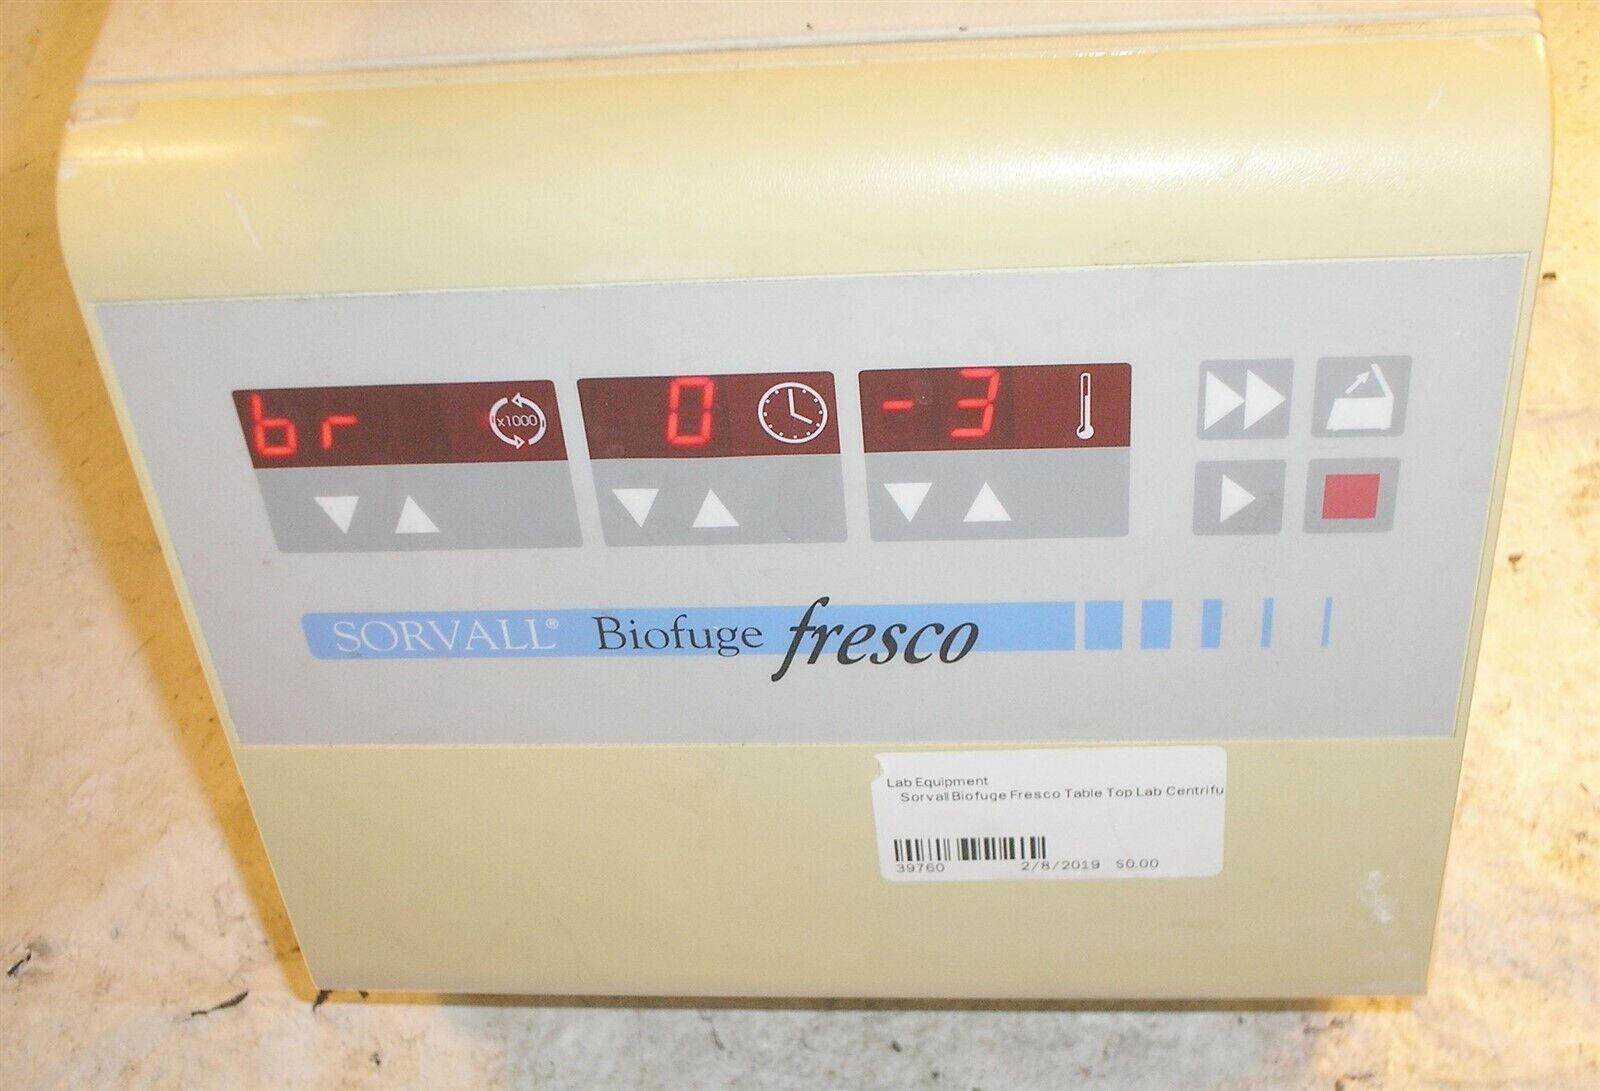 br x1000 0 -3
SORVALL® Biofuge fresco
Lab Equipment
Sorvall Biofuge Fresco Table Top Lab Centrifu
39760 2/8/2019 $0.00